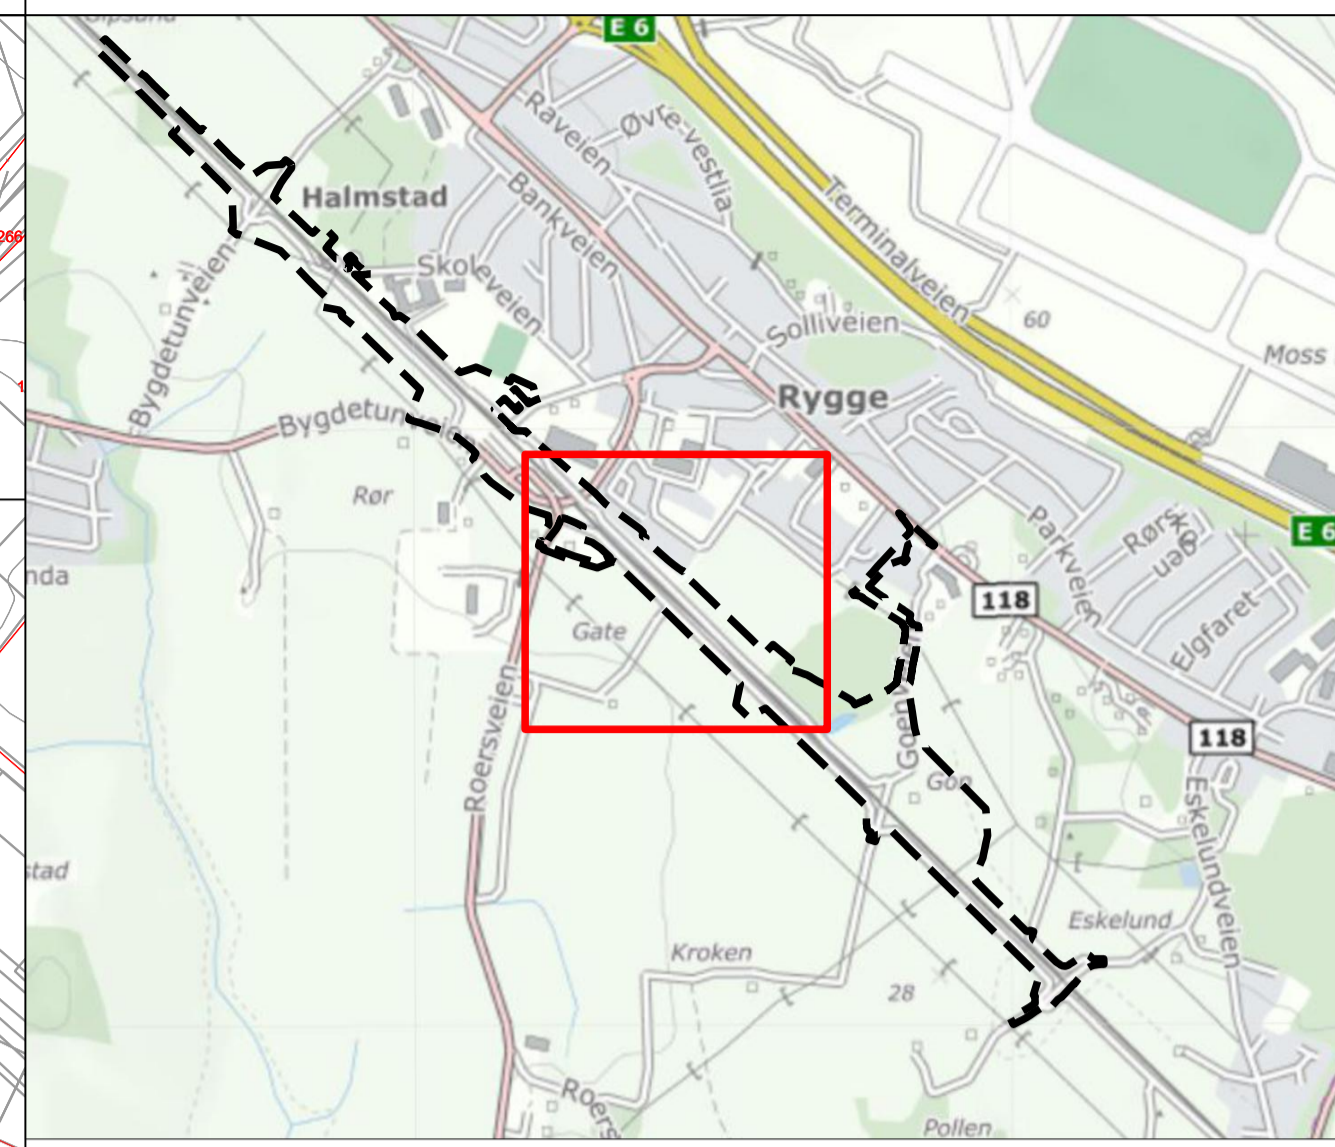 E 6
Raveien
Øvre-vestlia
Halmstad
Bankveien
Terminalveien
266
Skoleveien
Bygdetunveien
Solliveien
60
Moss
1
Rygge
Bygdetunveien
Rør
Parkveien
Rørskogen
E 6
nda
118
Gate
Elgfaret
Roersveien
118
Gon
Eskelundveien
stad
Eskelund
Kroken
28
Roers
Pollen